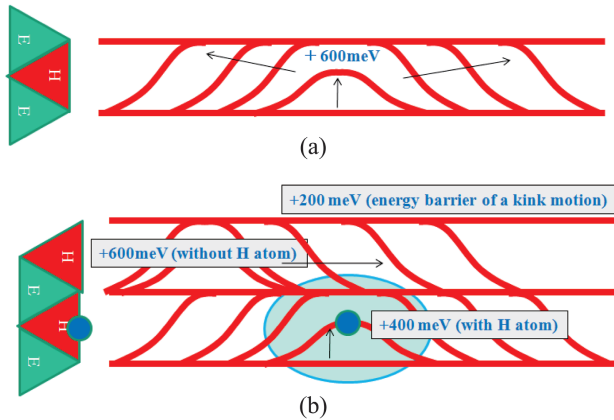 E
H
E
+600meV
(a)
+200 meV (energy barrier of a kink motion)
H
+600meV (without H atom)
E
H
+400 meV (with H atom)
E
(b)